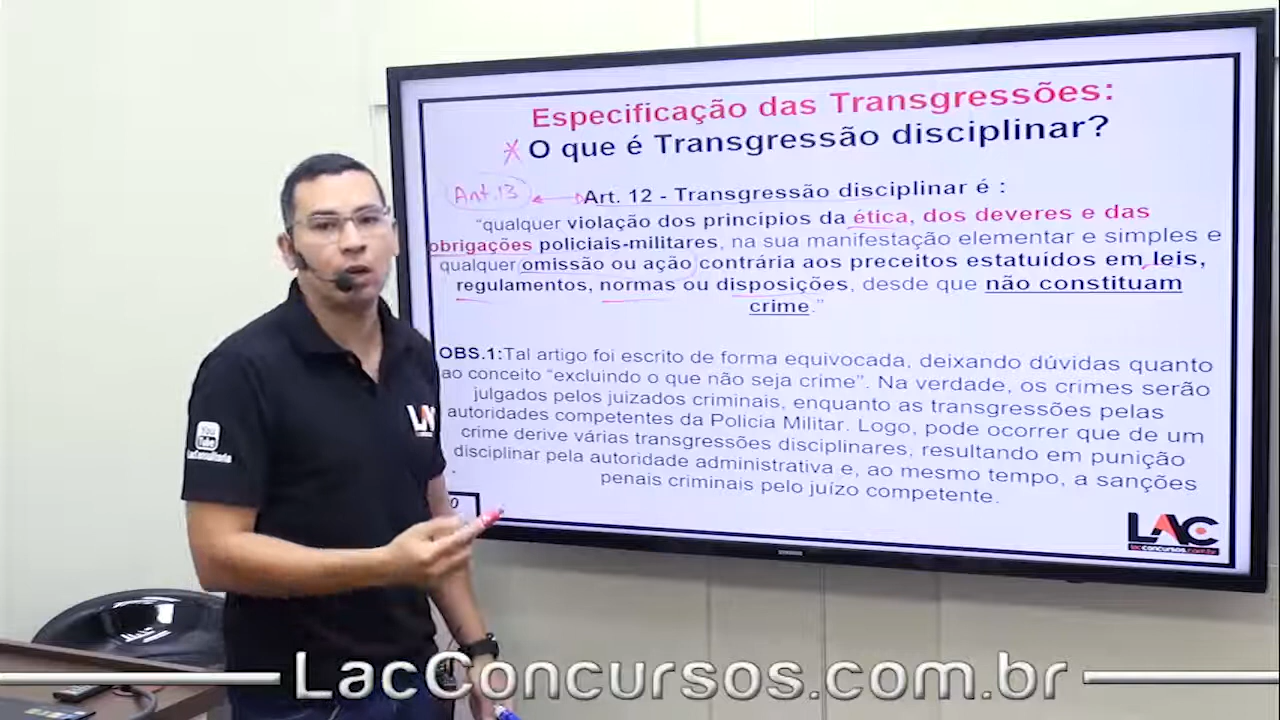 Especificação das Transgressões:
* O que é Transgressão disciplinar?
Art.13
Art. 12 - Transgressão disciplinar é :
"qualquer violação dos principios da ética, dos deveres e das
obrigações policiais-militares, na sua manifestação elementar e simples e
qualquer omissão ou ação contrária aos preceitos estatuídos em leis,
regulamentos, normas ou disposições, desde que não constituam
crime."
OBS.1:Tal artigo foi escrito de forma equivocada, deixando dúvidas quanto
ao conceito "excluindo o que não seja crime". Na verdade, os crimes serão
julgados pelos juizados criminais, enquanto as transgressões pelas
autoridades competentes da Policia Militar. Logo, pode ocorrer que de um
crime derive várias transgressões disciplinares, resultando em punição
disciplinar pela autoridade administrativa e, ao mesmo tempo, a sanções
penais criminais pelo juízo competente.
LAC
lacconcursos.com.br
You
Tube
LAC
LacConcursos.com.br